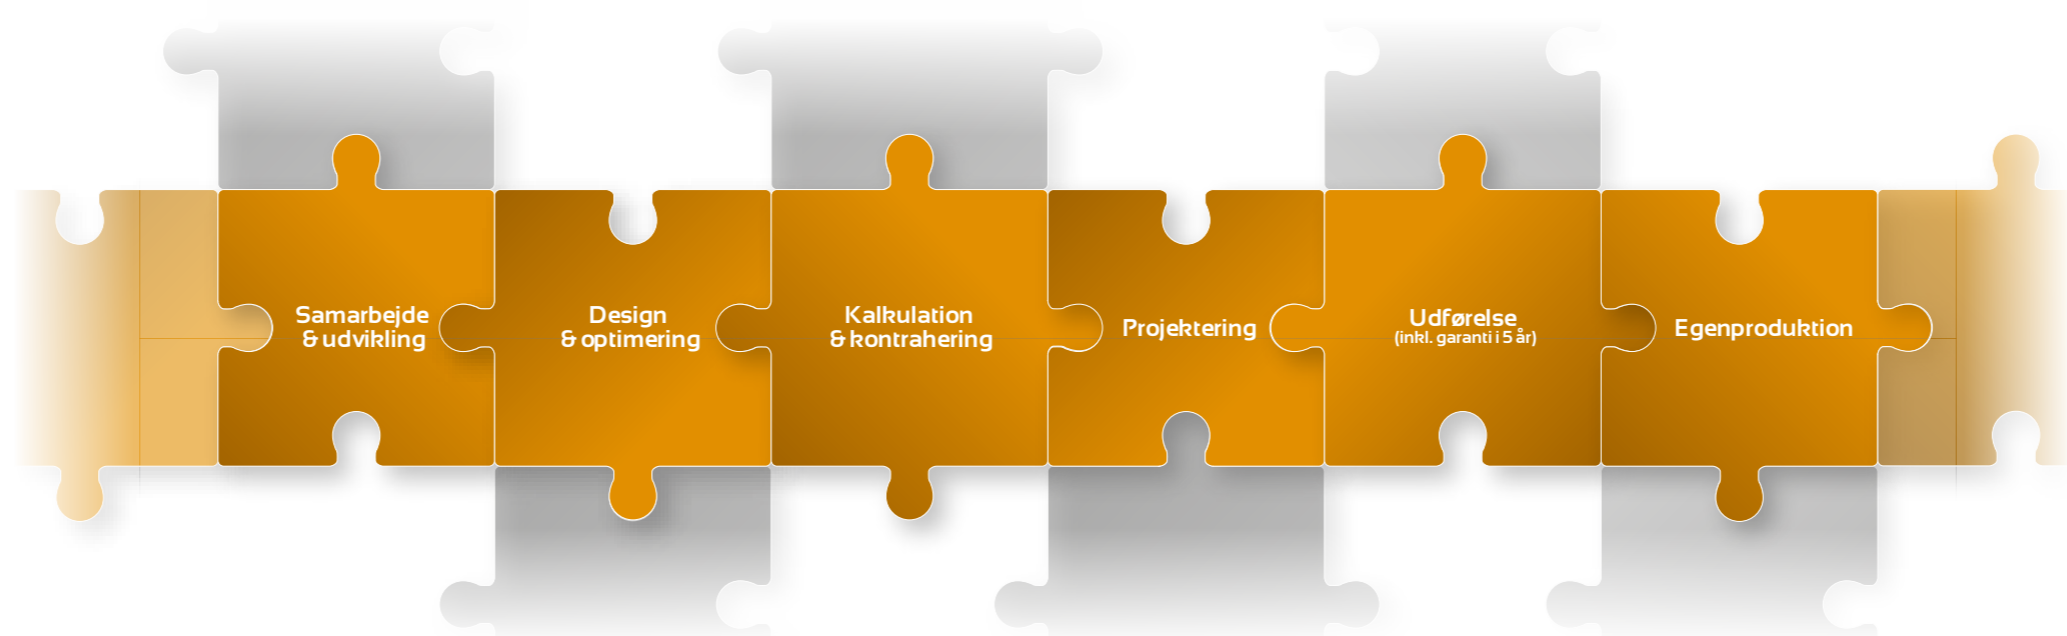 Samarbejde
& udvikling
Design
& optimering
Kalkulation
& kontrahering
Projektering
Udførelse
(inkl. garanti i 5 år)
Egenproduktion